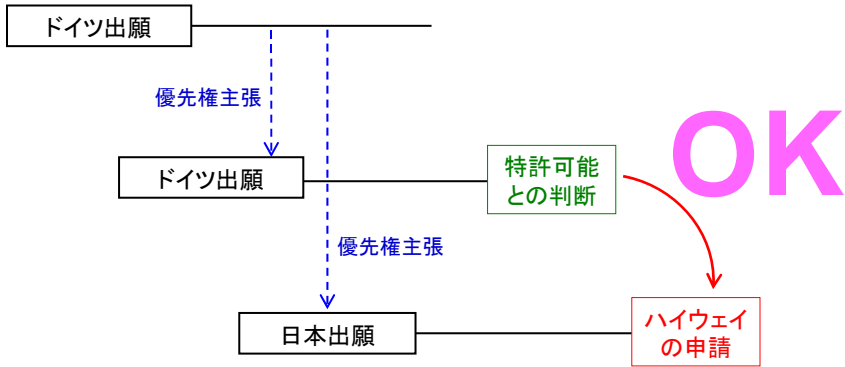 ドイツ出願
優先権主張
ドイツ出願
特許可能
との判断
OK
優先権主張
日本出願
ハイウェイ
の申請